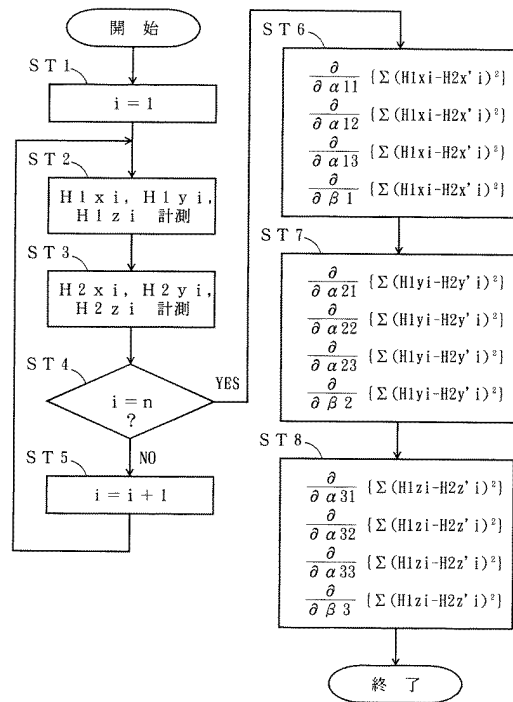 開 始
ST1
i=1
ST2
H1xi, H1yi,
H1zi 計測
ST3
H2xi, H2yi,
H2zi 計測
ST4
YES
i=n
?
ST5
NO
i=i+1
ST6
∂/∂α11 {Σ(H1xi-H2x'i)²}
∂/∂α12 {Σ(H1xi-H2x'i)²}
∂/∂α13 {Σ(H1xi-H2x'i)²}
∂/∂β1 {Σ(H1xi-H2x'i)²}
ST7
∂/∂α21 {Σ(H1yi-H2y'i)²}
∂/∂α22 {Σ(H1yi-H2y'i)²}
∂/∂α23 {Σ(H1yi-H2y'i)²}
∂/∂β2 {Σ(H1yi-H2y'i)²}
ST8
∂/∂α31 {Σ(H1zi-H2z'i)²}
∂/∂α32 {Σ(H1zi-H2z'i)²}
∂/∂α33 {Σ(H1zi-H2z'i)²}
∂/∂β3 {Σ(H1zi-H2z'i)²}
終 了